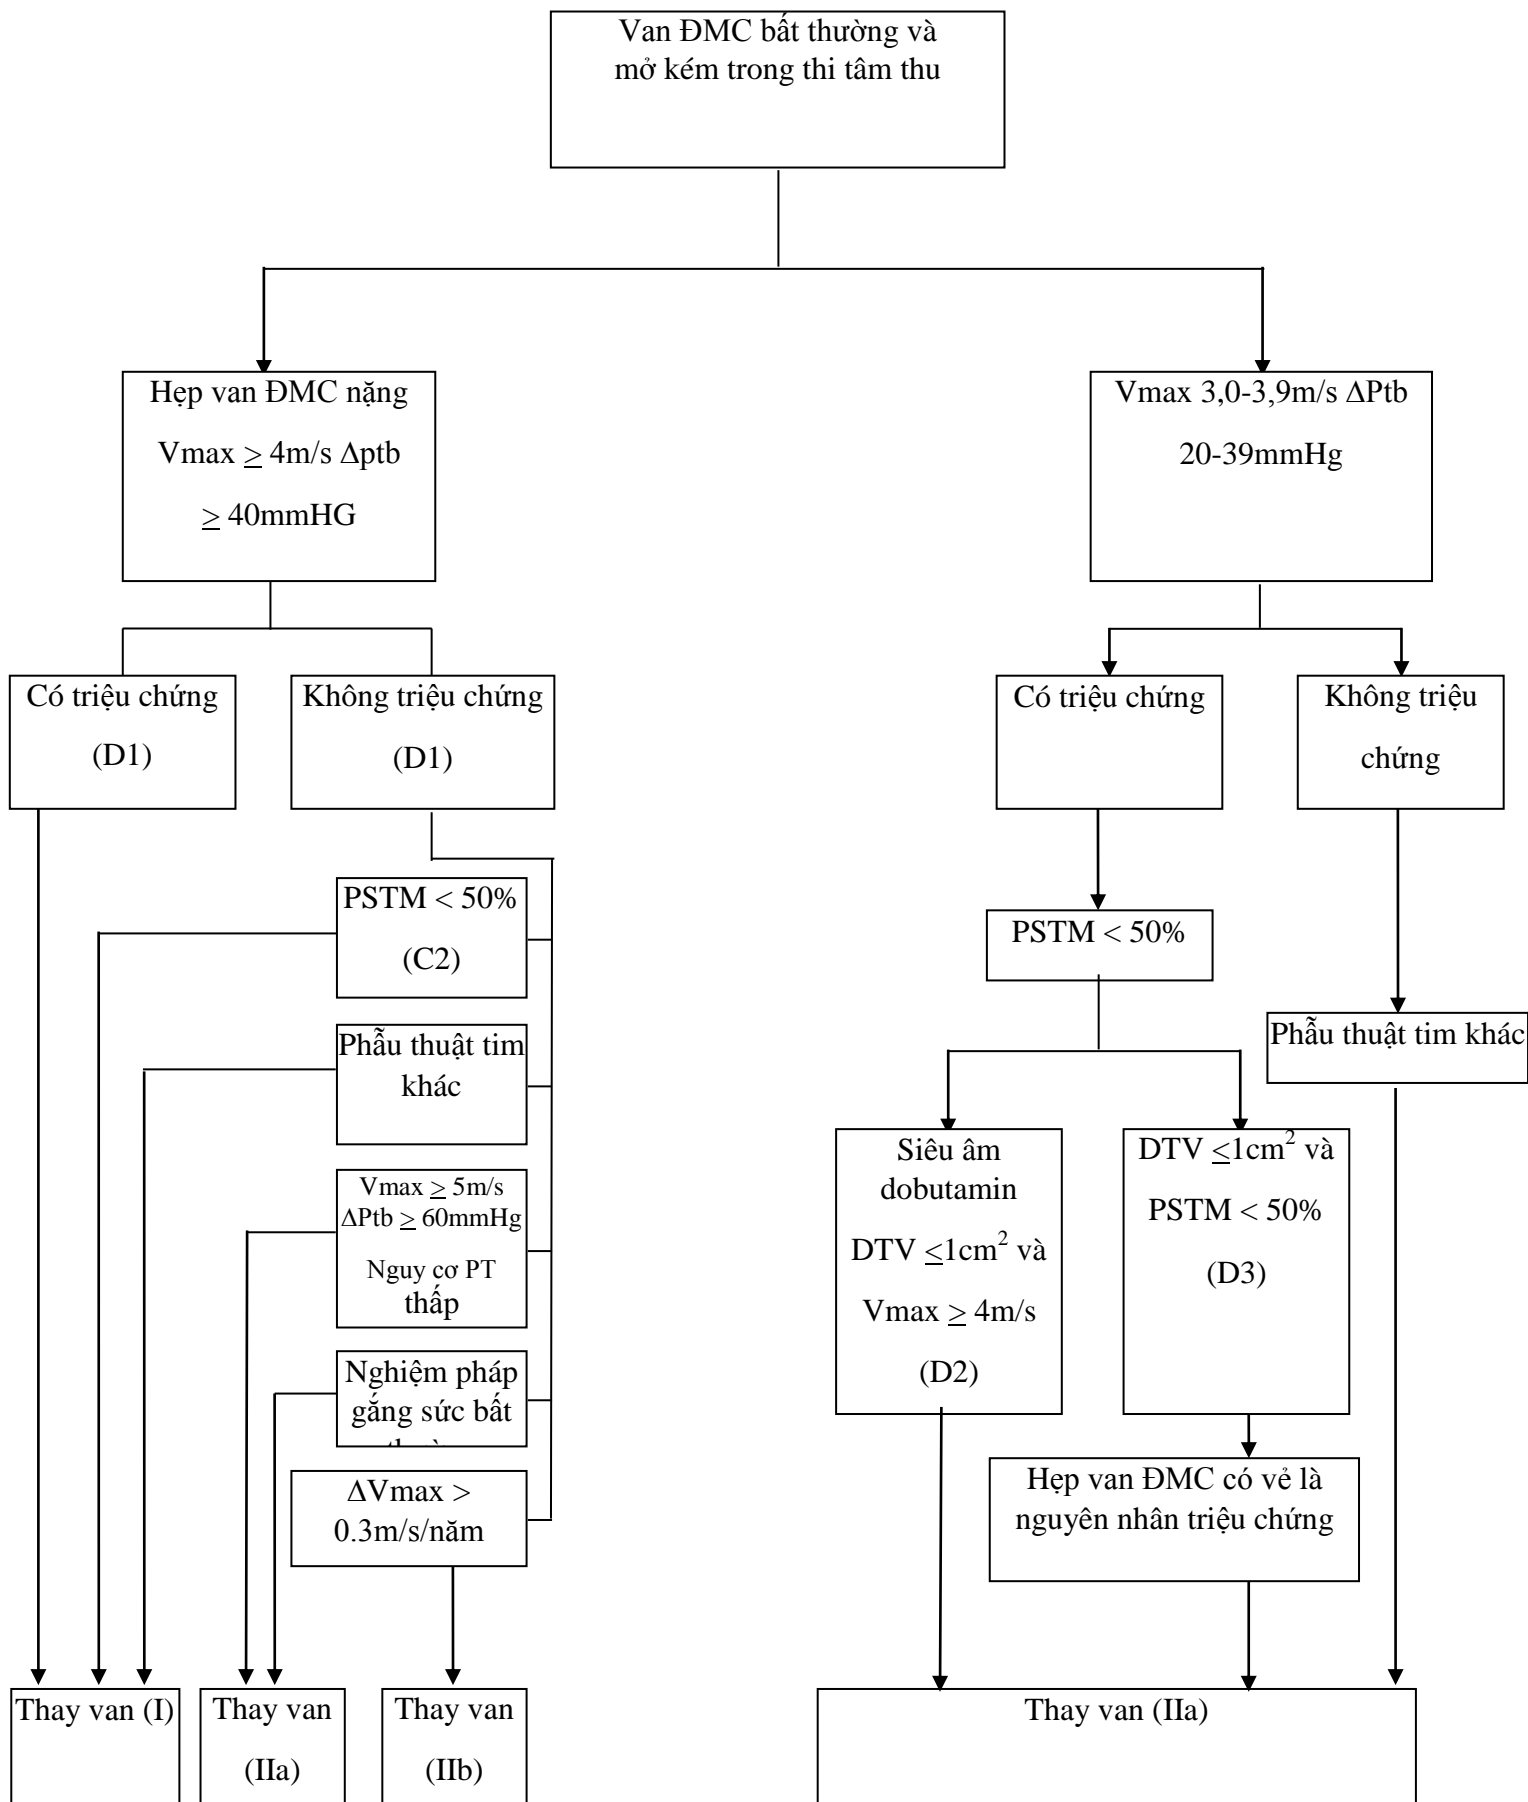 Van ĐMC bất thường và
mở kém trong thi tâm thu
Hẹp van ĐMC nặng
Vmax ≥ 4m/s Δptb
≥ 40mmHG
Vmax 3,0-3,9m/s ΔPtb
20-39mmHg
Có triệu chứng
(D1)
Không triệu chứng
(D1)
Có triệu chứng
Không triệu
chứng
PSTM < 50%
(C2)
PSTM < 50%
Phẫu thuật tim
khác
Phẫu thuật tim khác
Vmax ≥ 5m/s
ΔPtb ≥ 60mmHg
Nguy cơ PT
thấp
Siêu âm
dobutamin
DTV ≤1cm² và
Vmax ≥ 4m/s
(D2)
DTV ≤1cm² và
PSTM < 50%
(D3)
Nghiệm pháp
gắng sức bất
ΔVmax >
0.3m/s/năm
Hẹp van ĐMC có vẻ là
nguyên nhân triệu chứng
Thay van (I)
Thay van
(IIa)
Thay van
(IIb)
Thay van (IIa)